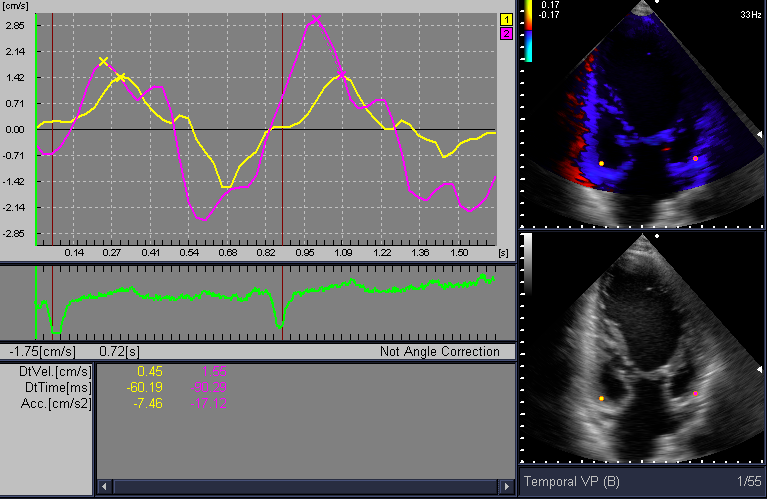 [cm/s]
2.85
2.14
1.42
0.71
0.00
-0.71
-1.42
-2.14
-2.85
1
2
0.14 0.27 0.41 0.54 0.68 0.82 0.95 1.09 1.22 1.36 1.50 [s]
-1.75[cm/s] 0.72[s] Not Angle Correction
DtVel.[cm/s] 0.45 1.55
DtTime[ms] -60.19 -90.28
Acc.[cm/s2] -7.46 -17.12
0.17
-0.17
33Hz
Temporal VP (B) 1/55